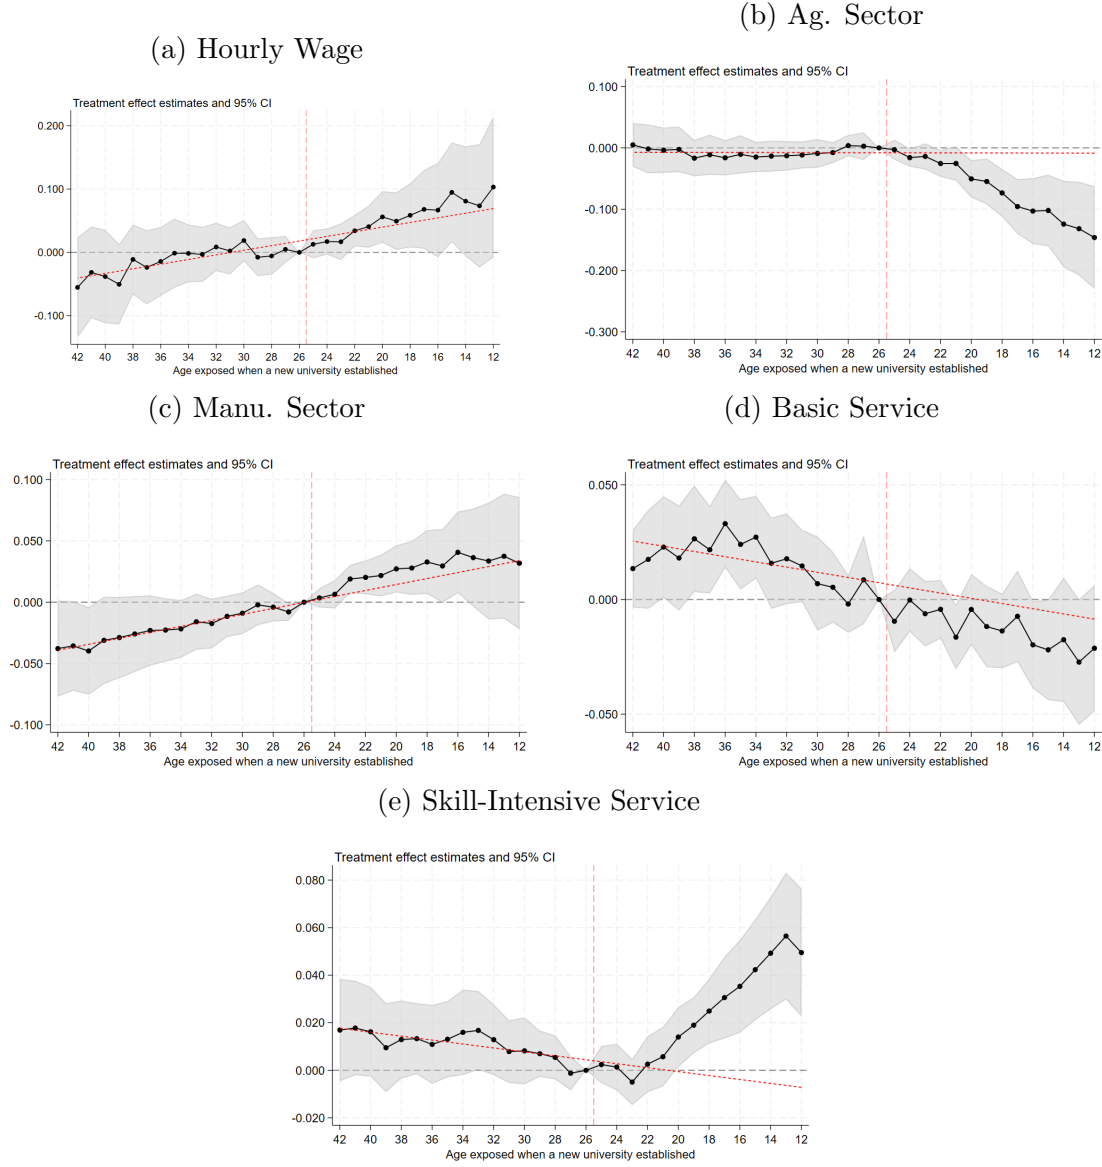 (a) Hourly Wage
Treatment effect estimates and 95% CI
0.200
0.100
0.000
-0.100
42 40 38 36 34 32 30 28 26 24 22 20 18 16 14 12
Age exposed when a new university established
(b) Ag. Sector
Treatment effect estimates and 95% CI
0.100
0.000
-0.100
-0.200
-0.300
42 40 38 36 34 32 30 28 26 24 22 20 18 16 14 12
Age exposed when a new university established
(c) Manu. Sector
Treatment effect estimates and 95% CI
0.100
0.050
0.000
-0.050
-0.100
42 40 38 36 34 32 30 28 26 24 22 20 18 16 14 12
Age exposed when a new university established
(d) Basic Service
Treatment effect estimates and 95% CI
0.050
0.000
-0.050
42 40 38 36 34 32 30 28 26 24 22 20 18 16 14 12
Age exposed when a new university established
(e) Skill-Intensive Service
Treatment effect estimates and 95% CI
0.080
0.060
0.040
0.020
0.000
-0.020
42 40 38 36 34 32 30 28 26 24 22 20 18 16 14 12
Age exposed when a new university established